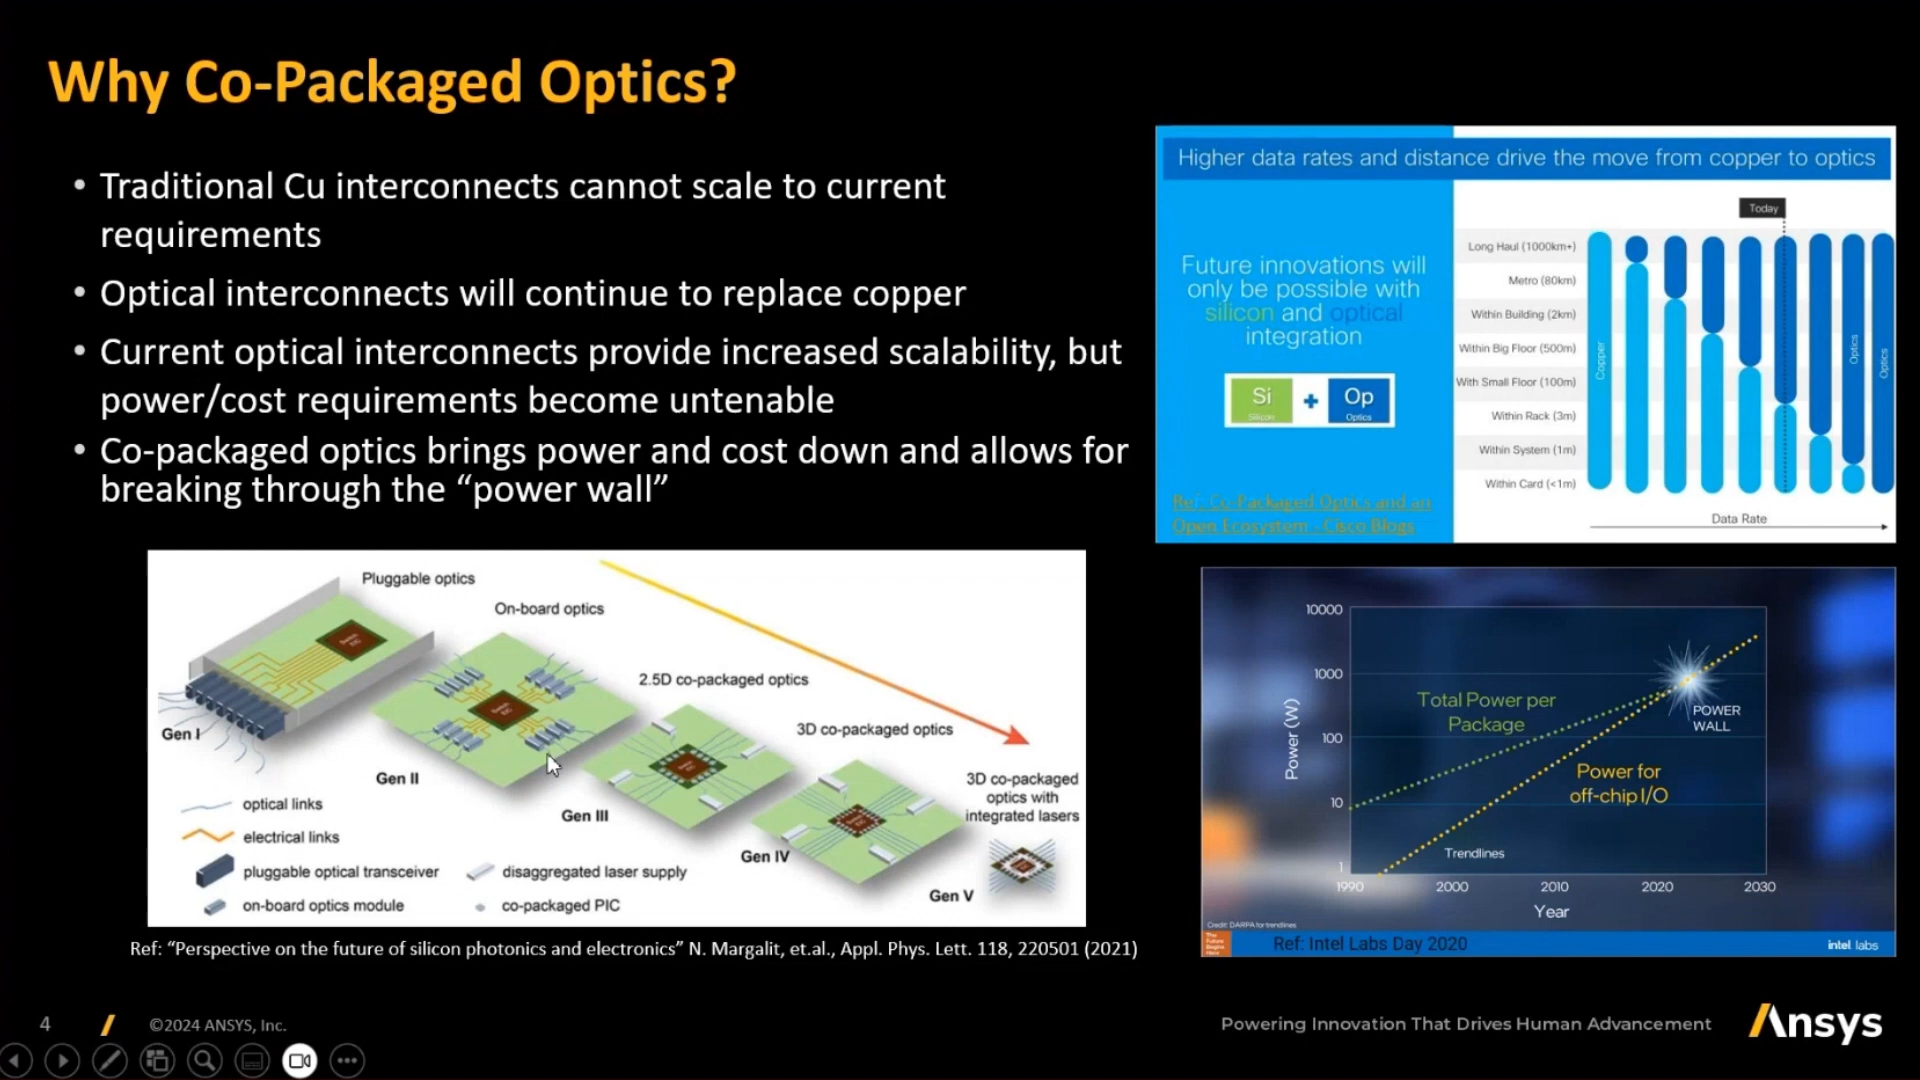 Why Co-Packaged Optics?
• Traditional Cu interconnects cannot scale to current
requirements
• Optical interconnects will continue to replace copper
• Current optical interconnects provide increased scalability, but
power/cost requirements become untenable
• Co-packaged optics brings power and cost down and allows for
breaking through the “power wall”
Higher data rates and distance drive the move from copper to optics
Future innovations will
only be possible with
silicon and optical
integration
Si
Silicon
+
Op
Optics
Ref: Co-Packaged Optics and an
Open Ecosystem - Cisco Blogs
Today
Long Haul (1000km+)
Metro (80km)
Within Building (2km)
Within Big Floor (500m)
With Small Floor (100m)
Within Rack (3m)
Within System (1m)
Within Card (<1m)
Copper
Optics
Optics
Data Rate
Pluggable optics
On-board optics
2.5D co-packaged optics
3D co-packaged optics
3D co-packaged
optics with
integrated lasers
Gen I
Gen II
Gen III
Gen IV
Gen V
optical links
electrical links
pluggable optical transceiver
on-board optics module
disaggregated laser supply
co-packaged PIC
Ref: “Perspective on the future of silicon photonics and electronics” N. Margalit, et.al., Appl. Phys. Lett. 118, 220501 (2021)
10000
1000
100
10
1
Power (W)
Total Power per
Package
POWER
WALL
Power for
off-chip I/O
Trendlines
1990
2000
2010
2020
2030
Year
Credit: DARPA for trendlines
The
Future
Begins
Here
Ref: Intel Labs Day 2020
intel labs
4
©2024 ANSYS, Inc.
Powering Innovation That Drives Human Advancement
Ansys